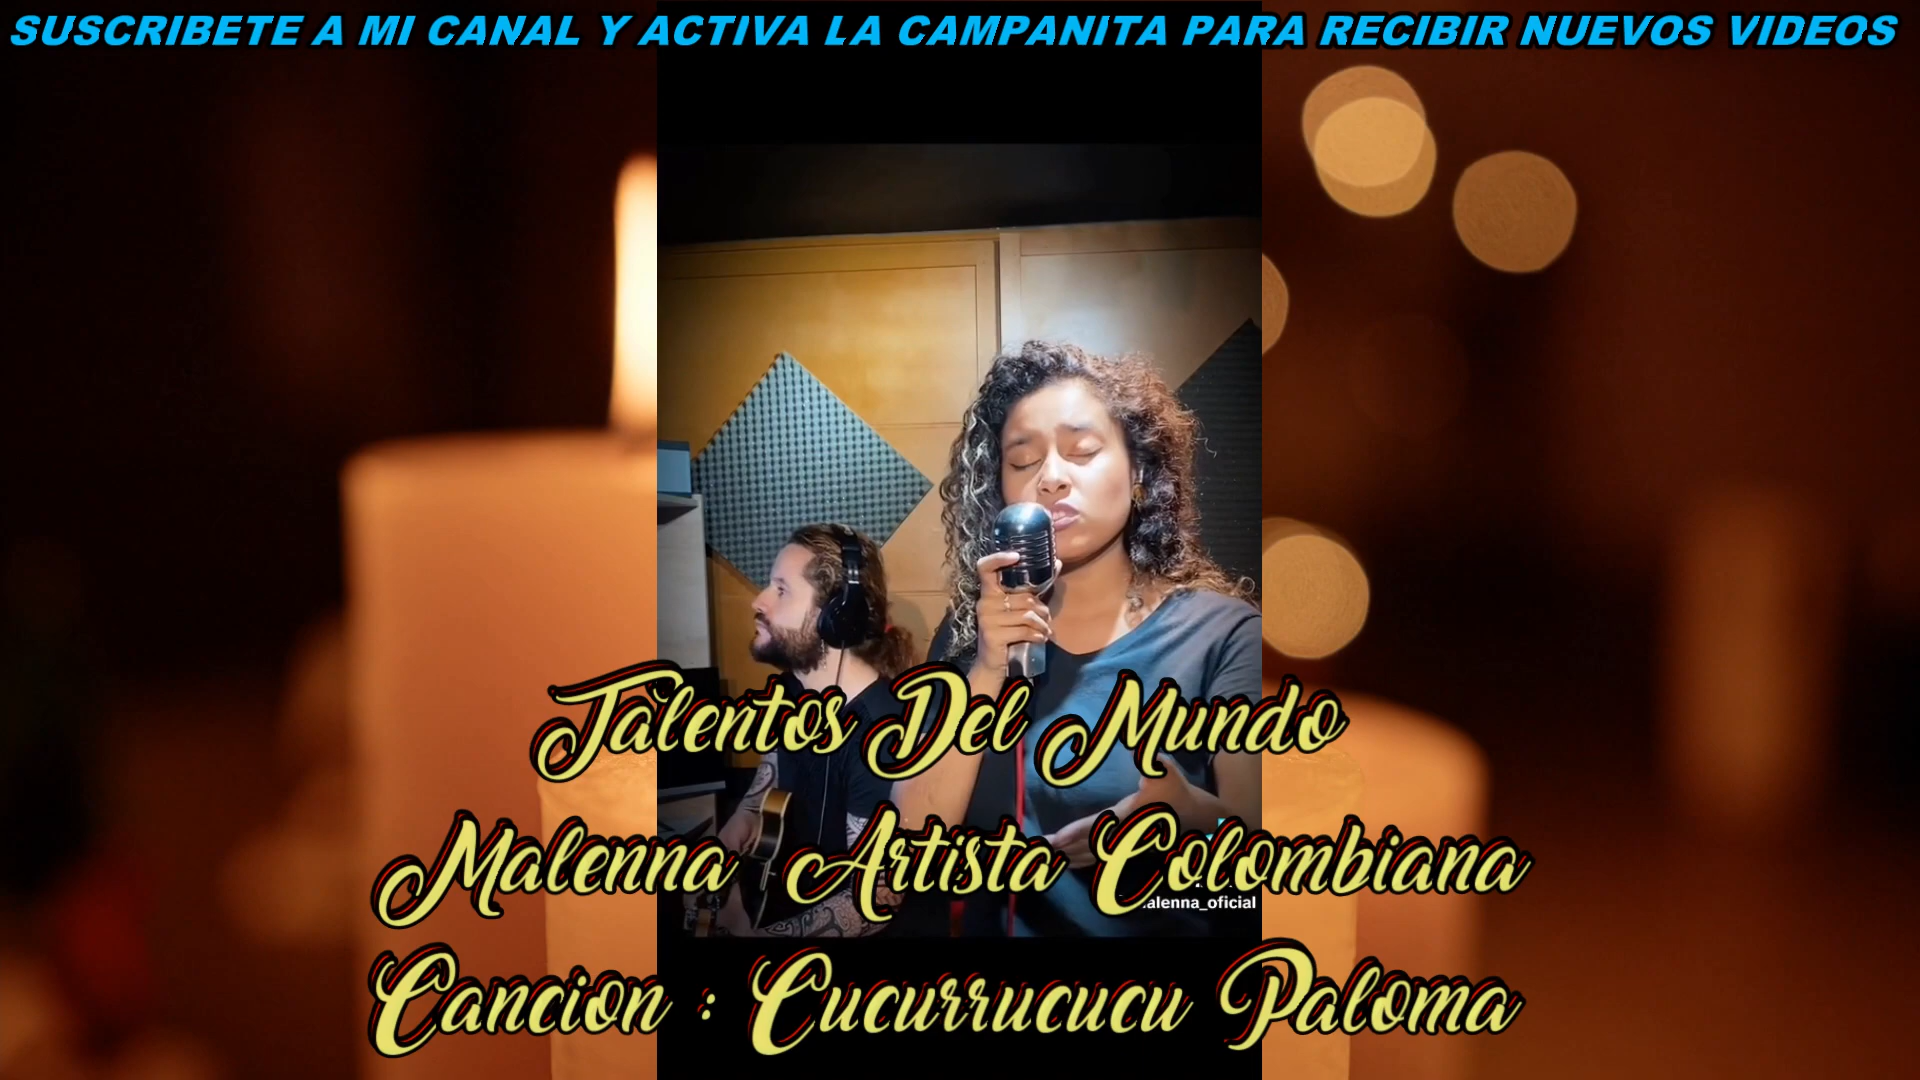 SUSCRIBETE A MI CANAL Y ACTIVA LA CAMPANITA PARA RECIBIR NUEVOS VIDEOS
Talentos Del Mundo
Malenna Artista Colombiana
alenna_oficial
Cancion : Cucurrucucu Paloma